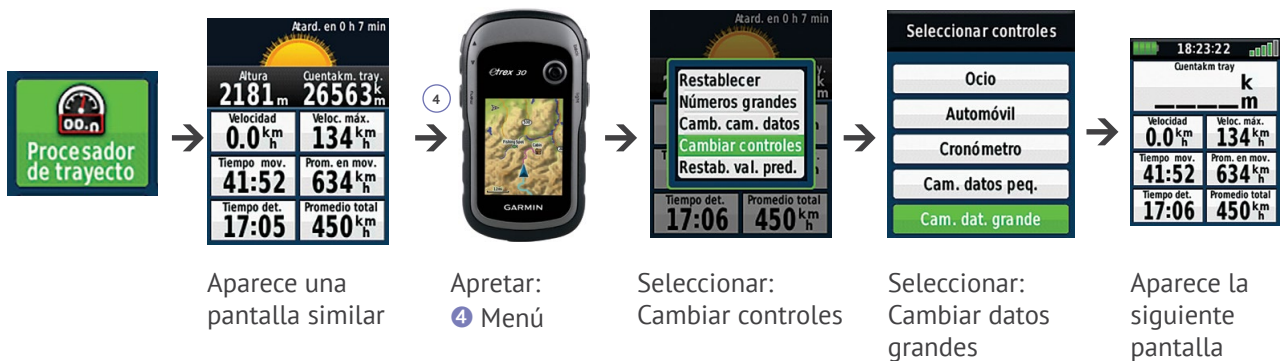 Procesador
de trayecto
Atard. en 0 h 7 min
Altura
2181 m
Cuentakm. tray.
26563 km
Velocidad
0.0 km/h
Veloc. máx.
134 km/h
Tiempo mov.
41:52
Prom. en mov.
634 km/h
Tiempo det.
17:05
Promedio total
450 km/h
Aparece una
pantalla similar
4
etrex 30
GARMIN
Apretar:
4 Menú
Atard. en 0 h 7 min
Restablecer
Números grandes
Camb. cam. datos
Cambiar controles
Restab. val. pred.
Tiempo det.
17:06
Promedio total
450 km/h
Seleccionar:
Cambiar controles
Seleccionar controles
Ocio
Automóvil
Cronómetro
Cam. datos peq.
Cam. dat. grande
Seleccionar:
Cambiar datos
grandes
18:23:22
Cuentakm tray
_____ km
Velocidad
0.0 km/h
Veloc. máx.
134 km/h
Tiempo mov.
41:52
Prom. en mov.
634 km/h
Tiempo det.
17:06
Promedio total
450 km/h
Aparece la
siguiente
pantalla